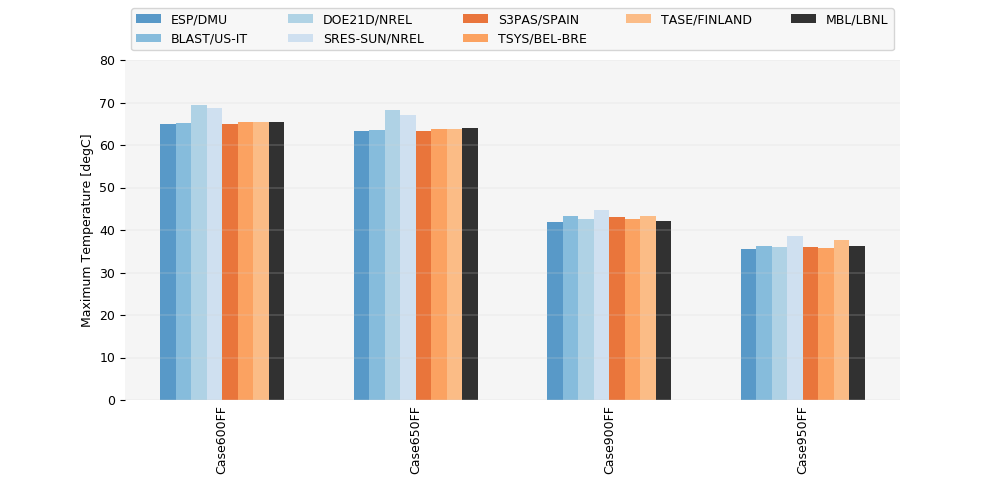 ESP/DMU DOE21D/NREL S3PAS/SPAIN TASE/FINLAND MBL/LBNL
BLAST/US-IT SRES-SUN/NREL TSYS/BEL-BRE
80
70
60
50
40
30
20
10
0
Maximum Temperature [degC]
Case600FF
Case650FF
Case900FF
Case950FF